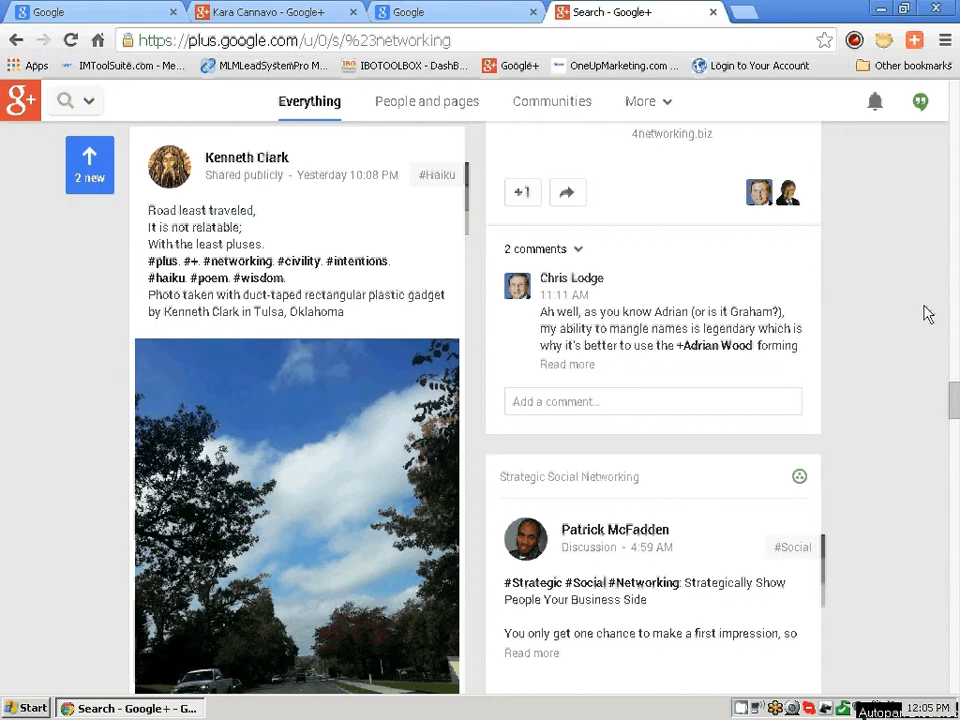 Google
Kara Cannavo - Google+
Google
Search - Google+
https://plus.google.com/u/0/s/%23networking
Apps
IMToolSuite.com - Me...
MLMLeadSystemPro M...
IBOTOOLBOX - DashB...
Google+
OneUpMarketing.com ...
Login to Your Account
Other bookmarks
g+
Everything
People and pages
Communities
More
2 new
Kenneth Clark
Shared publicly - Yesterday 10:08 PM
#Haiku
Road least traveled,
It is not relatable;
With the least pluses.
#plus. #+. #networking. #civility. #intentions.
#haiku. #poem. #wisdom.
Photo taken with duct-taped rectangular plastic gadget
by Kenneth Clark in Tulsa, Oklahoma
4networking.biz
+1
2 comments
Chris Lodge
11:11 AM
Ah well, as you know Adrian (or is it Graham?),
my ability to mangle names is legendary which is
why it's better to use the +Adrian Wood forming
Read more
Add a comment...
Strategic Social Networking
Patrick McFadden
Discussion - 4:59 AM
#Social
#Strategic #Social #Networking: Strategically Show
People Your Business Side
You only get one chance to make a first impression, so
Read more
Start
Search - Google+ - G...
12:05 PM